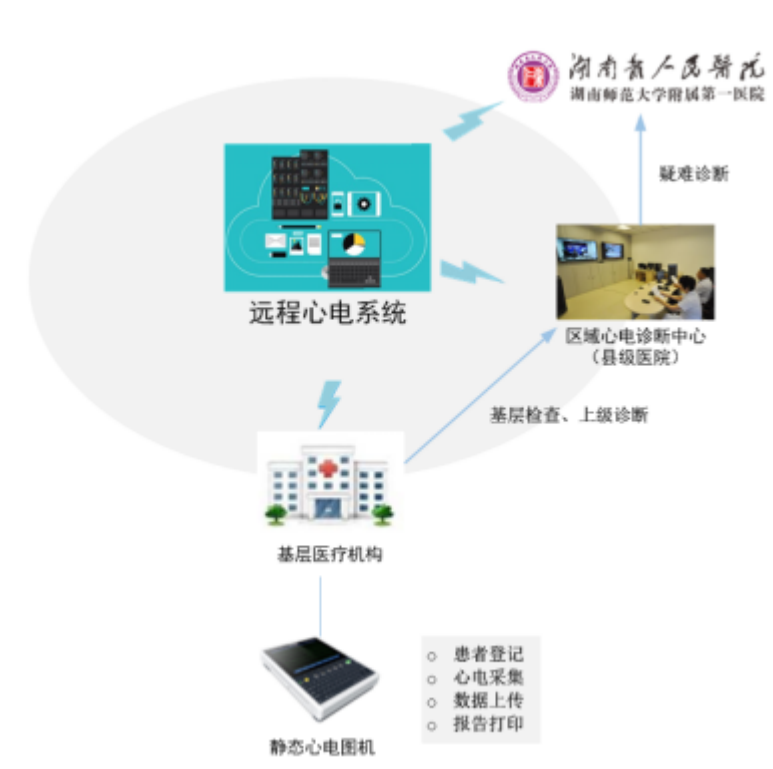 湖南省人民医院
湖南师范大学附属第一医院
疑难诊断
远程心电系统
区域心电诊断中心
（县级医院）
基层检查、上级诊断
基层医疗机构
患者登记
心电采集
数据上传
报告打印
静态心电图机